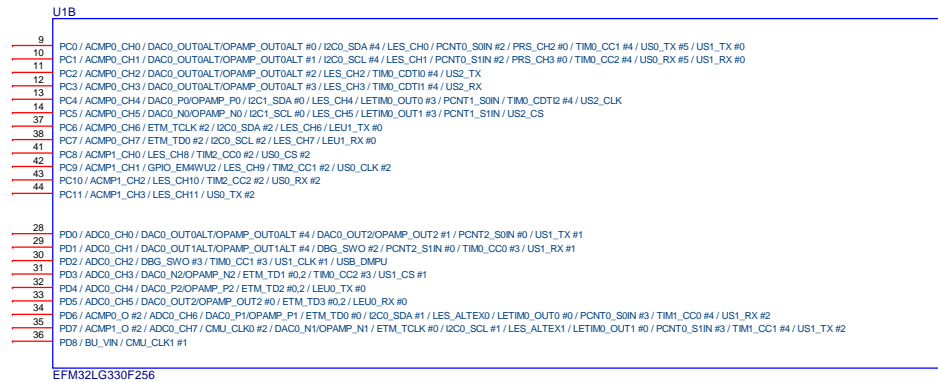 U1B
9 PC0 / ACMP0_CH0 / DAC0_OUT0ALT/OPAMP_OUT0ALT #0 / I2C0_SDA #4 / LES_CH0 / PCNT0_S0IN #2 / PRS_CH2 #0 / TIM0_CC1 #4 / US0_TX #5 / US1_TX #0
10 PC1 / ACMP0_CH1 / DAC0_OUT0ALT/OPAMP_OUT0ALT #1 / I2C0_SCL #4 / LES_CH1 / PCNT0_S1IN #2 / PRS_CH3 #0 / TIM0_CC2 #4 / US0_RX #5 / US1_RX #0
11 PC2 / ACMP0_CH2 / DAC0_OUT0ALT/OPAMP_OUT0ALT #2 / LES_CH2 / TIM0_CDTI0 #4 / US2_TX
12 PC3 / ACMP0_CH3 / DAC0_OUT0ALT/OPAMP_OUT0ALT #3 / LES_CH3 / TIM0_CDTI1 #4 / US2_RX
13 PC4 / ACMP0_CH4 / DAC0_P0/OPAMP_P0 / I2C1_SDA #0 / LES_CH4 / LETIM0_OUT0 #3 / PCNT1_S0IN / TIM0_CDTI2 #4 / US2_CLK
14 PC5 / ACMP0_CH5 / DAC0_N0/OPAMP_N0 / I2C1_SCL #0 / LES_CH5 / LETIM0_OUT1 #3 / PCNT1_S1IN / US2_CS
37 PC6 / ACMP0_CH6 / ETM_TCLK #2 / I2C0_SDA #2 / LES_CH6 / LEU1_TX #0
38 PC7 / ACMP0_CH7 / ETM_TD0 #2 / I2C0_SCL #2 / LES_CH7 / LEU1_RX #0
41 PC8 / ACMP1_CH0 / LES_CH8 / TIM2_CC0 #2 / US0_CS #2
42 PC9 / ACMP1_CH1 / GPIO_EM4WU2 / LES_CH9 / TIM2_CC1 #2 / US0_CLK #2
43 PC10 / ACMP1_CH2 / LES_CH10 / TIM2_CC2 #2 / US0_RX #2
44 PC11 / ACMP1_CH3 / LES_CH11 / US0_TX #2
28 PD0 / ADC0_CH0 / DAC0_OUT0ALT/OPAMP_OUT0ALT #4 / DAC0_OUT2/OPAMP_OUT2 #1 / PCNT2_S0IN #0 / US1_TX #1
29 PD1 / ADC0_CH1 / DAC0_OUT1ALT/OPAMP_OUT1ALT #4 / DBG_SWO #2 / PCNT2_S1IN #0 / TIM0_CC0 #3 / US1_RX #1
30 PD2 / ADC0_CH2 / DBG_SWO #3 / TIM0_CC1 #3 / US1_CLK #1 / USB_DMPU
31 PD3 / ADC0_CH3 / DAC0_N2/OPAMP_N2 / ETM_TD1 #0,2 / TIM0_CC2 #3 / US1_CS #1
32 PD4 / ADC0_CH4 / DAC0_P2/OPAMP_P2 / ETM_TD2 #0,2 / LEU0_TX #0
33 PD5 / ADC0_CH5 / DAC0_OUT2/OPAMP_OUT2 #0 / ETM_TD3 #0,2 / LEU0_RX #0
34 PD6 / ACMP0_O #2 / ADC0_CH6 / DAC0_P1/OPAMP_P1 / ETM_TD0 #0 / I2C0_SDA #1 / LES_ALTEX0 / LETIM0_OUT0 #0 / PCNT0_S0IN #3 / TIM1_CC0 #4 / US1_RX #2
35 PD7 / ACMP1_O #2 / ADC0_CH7 / CMU_CLK0 #2 / DAC0_N1/OPAMP_N1 / ETM_TCLK #0 / I2C0_SCL #1 / LES_ALTEX1 / LETIM0_OUT1 #0 / PCNT0_S1IN #3 / TIM1_CC1 #4 / US1_TX #2
36 PD8 / BU_VIN / CMU_CLK1 #1
EFM32LG330F256